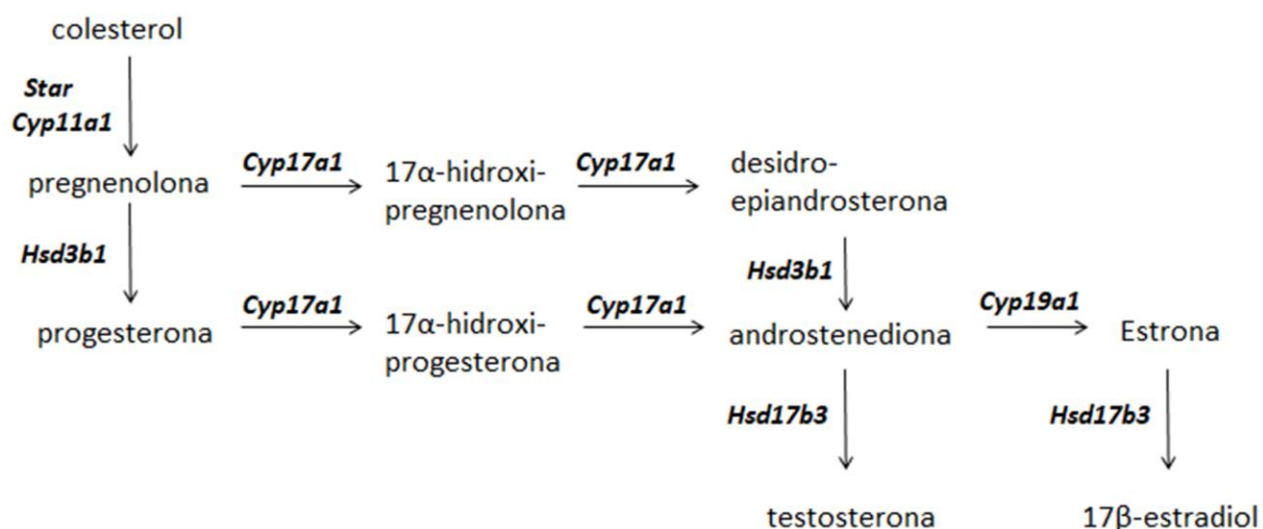 colesterol
Star
Cyp11a1
pregnenolona
Cyp17a1
17α-hidroxi-
pregnenolona
Cyp17a1
desidro-
epiandrosterona
Hsd3b1
Hsd3b1
progesterona
Cyp17a1
17α-hidroxi-
progesterona
Cyp17a1
androstenediona
Cyp19a1
Estrona
Hsd17b3
Hsd17b3
testosterona
17β-estradiol